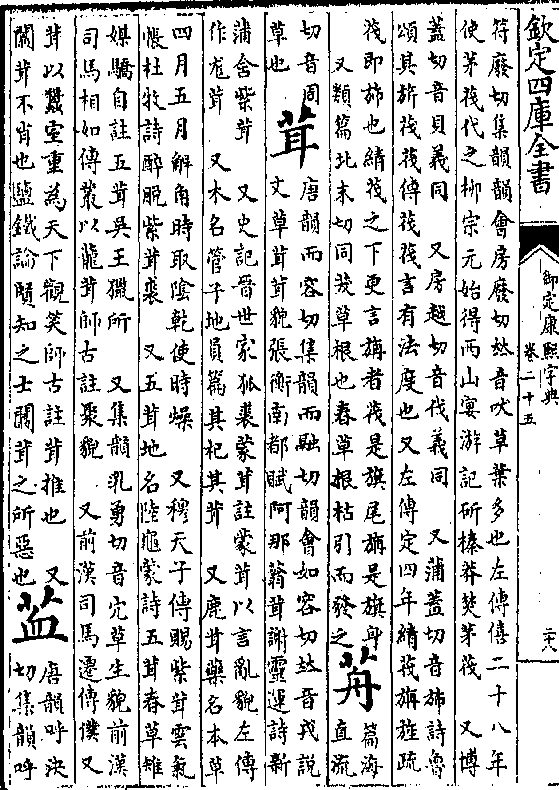 欽定四庫全書
御定康熙字典
卷二十五
二十八
符廢切集韻韻會房廢切𠀤音吠草葉多也左傳僖二十八年
使茅茷代之柳宗元始得西山宴游記斫榛莽焚茅茷　又博
蓋切音貝義同　又房越切音伐義同　又蒲蓋切音斾詩魯
頌其旂茷茷傳茷茷言有法度也又左傳定四年綪茷旃旌疏
茷即斾也綪茷之下更言旃者茷是旗尾旃是旗身
又類篇北末切同茇草根也春草根枯引而發之　苒　篇海直流
切音周
草也　茸　唐韻而容切集韻而融切韻會如容切𠀤音戎説
文草茸茸貌張衡南都賦阿那蓊茸謝靈運詩新
蒲含紫茸　又史記晉世家狐裘蒙茸註蒙茸以言亂貌左傳
作尨茸　又木名管子地員篇其杞其茸　又鹿茸藥名本草
四月五月解角時取陰乾使時燥　又穆天子傳賜紫茸雲氣
帳杜牧詩醉脱紫茸裘　又五茸地名陸龜蒙詩五茸春草雉
媒驕自註五茸吳王獵所　又集韻乳勇切音宂草生貌前漢
司馬相如傳叢以龍茸師古註聚貌　又前漢司馬遷傳僕又
茸以蠶室重為天下觀笑師古註茸推也　又
闒茸不肖也鹽鐵論賢知之士闒茸之所惡也　䒸　唐韻呼決
切集韻呼